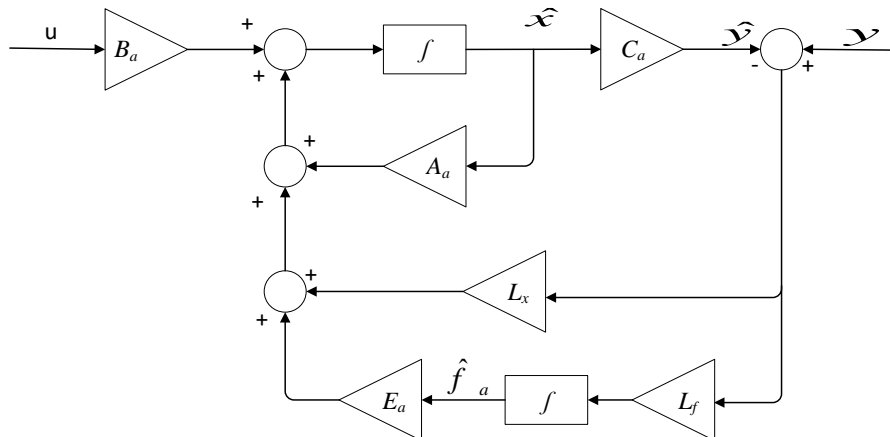 u
B_a
+
+
∫
x̂
C_a
ŷ
-
+
y
+
A_a
+
+
L_x
+
E_a
f̂_a
∫
L_f